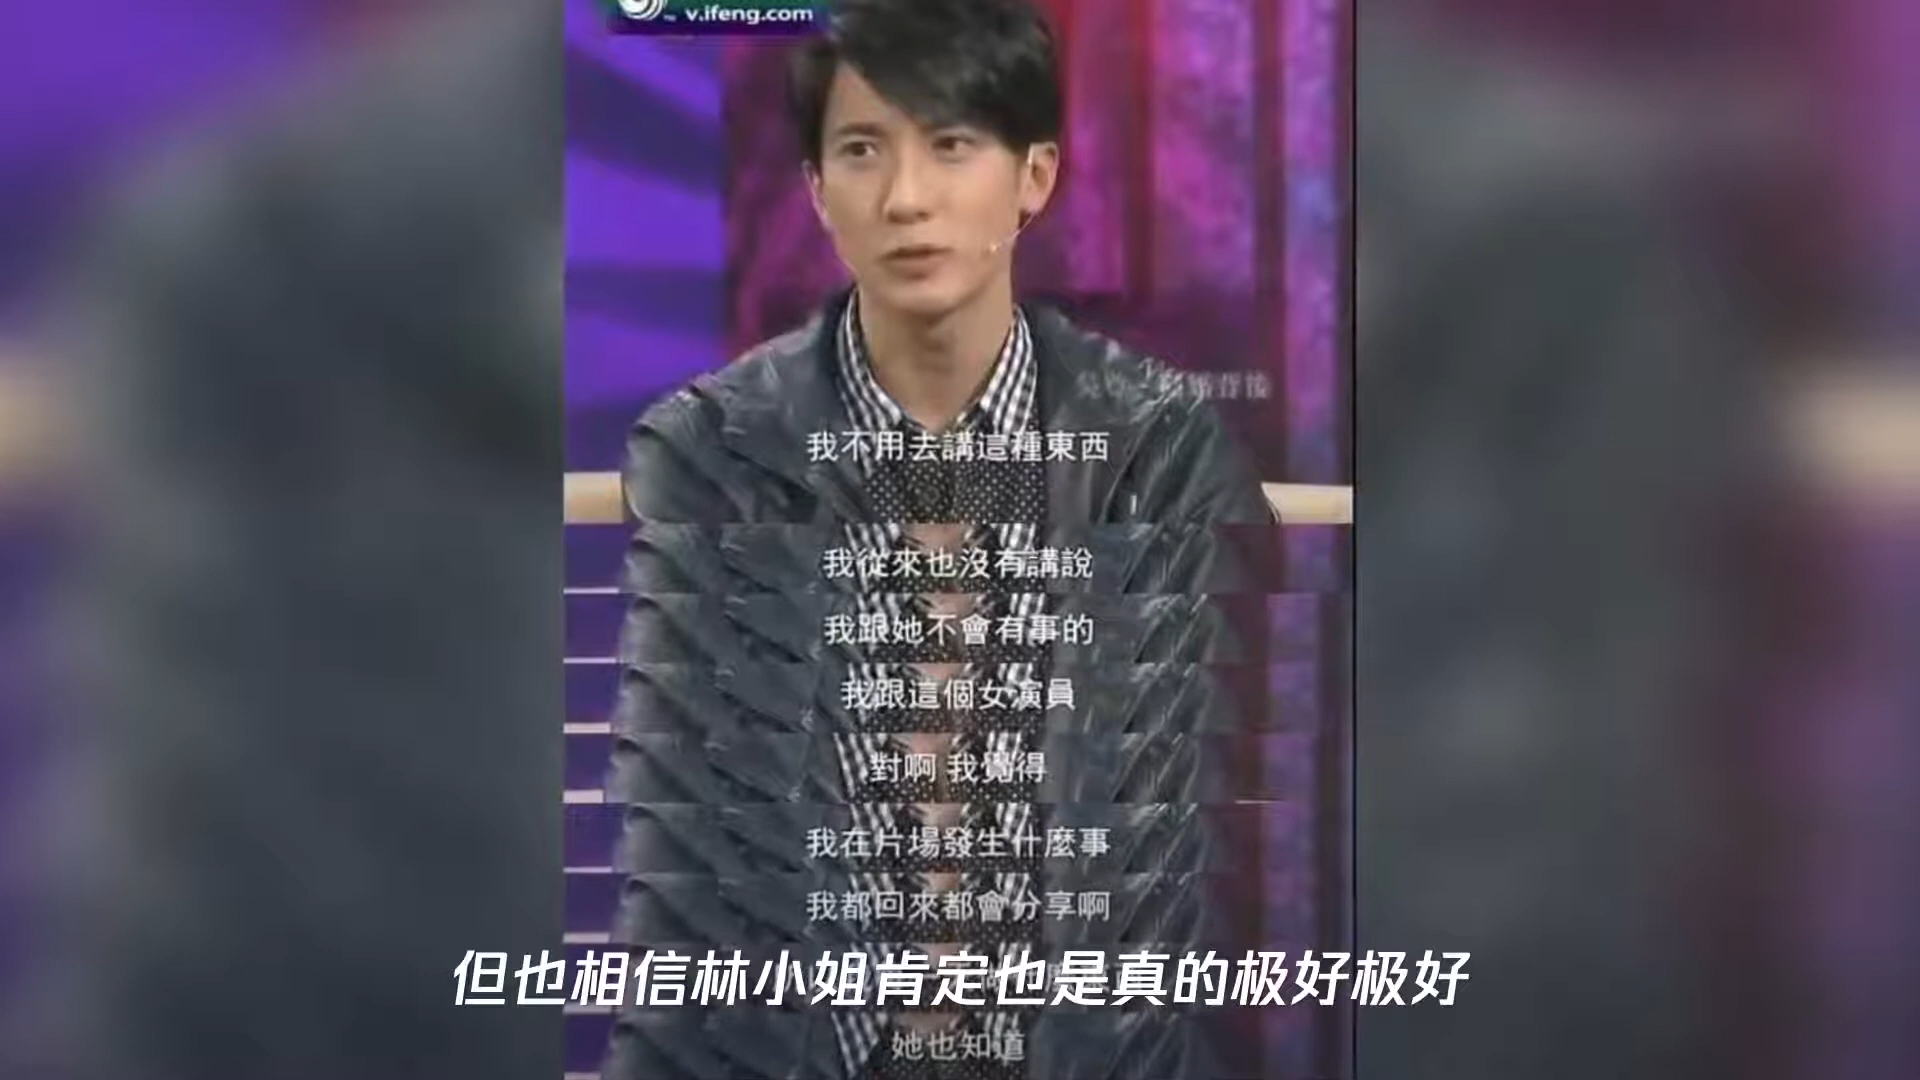 v.ifeng.com
我不用去講這種東西
我從來也沒有講說
我跟她不會有事的
我跟這個女演員
對啊 我覺得
我在片場發生什麼事
我都回來都會分享啊
但也相信林小姐肯定也是真的极好极好
她也知道